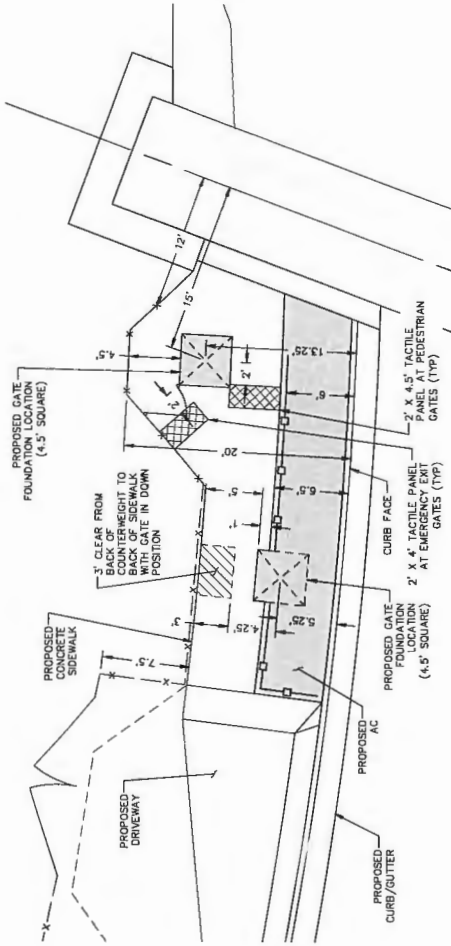 PROPOSED GATE
FOUNDATION LOCATION
(4.5' SQUARE)
3' CLEAR FROM
BACK OF
COUNTERWEIGHT TO
BACK OF SIDEWALK
WITH GATE IN DOWN
POSITION
PROPOSED
CONCRETE
SIDEWALK
7.5'
PROPOSED
DRIVEWAY
12'
15'
4.5'
2'
2'
13.25'
6'
20'
5'
6.5'
1'
3'
4.25'
5.25'
2' X 4.5' TACTILE
PANEL AT PEDESTRIAN
GATES (TYP)
2' X 4' TACTILE PANEL
AT EMERGENCY EXIT
GATES (TYP)
CURB FACE
PROPOSED GATE
FOUNDATION
LOCATION
(4.5' SQUARE)
PROPOSED
AC
PROPOSED
CURB/GUTTER